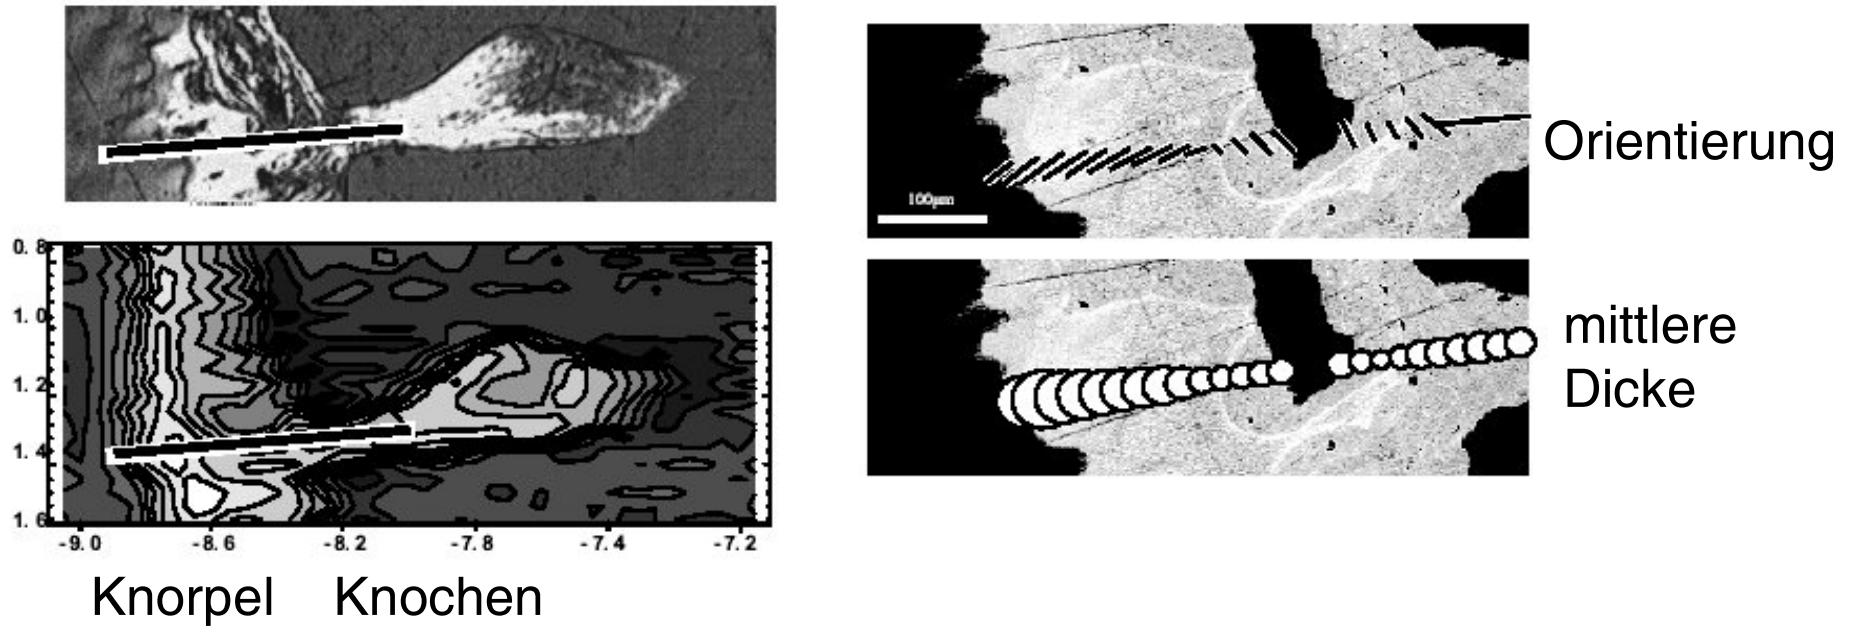 Orientierung
100µm
0.8
1.0
1.2
1.4
1.6
-9.0 -8.6 -8.2 -7.8 -7.4 -7.2
mittlere
Dicke
Knorpel Knochen